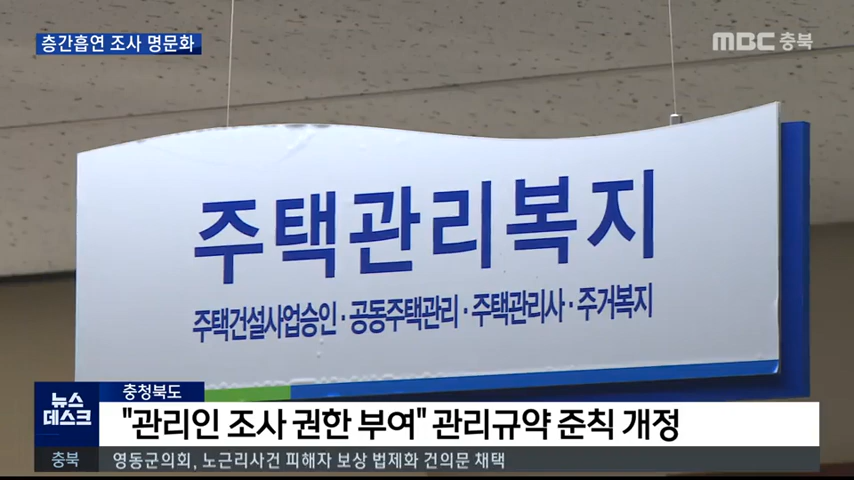 층간흡연 조사 명문화
MBC 충북
주택관리복지
주택건설사업승인·공동주택관리·주택관리사·주거복지
충청북도
뉴스
데스크
"관리인 조사 권한 부여" 관리규약 준칙 개정
충북
영동군의회, 노근리사건 피해자 보상 법제화 건의문 채택